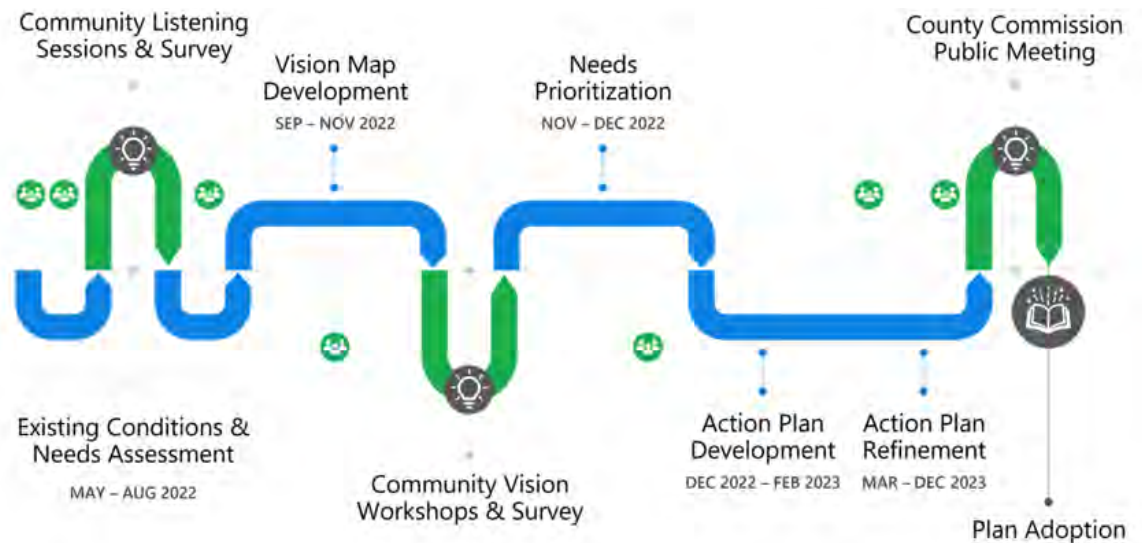 Community Listening
Sessions & Survey
Vision Map
Development
SEP – NOV 2022
Needs
Prioritization
NOV – DEC 2022
County Commission
Public Meeting
Existing Conditions &
Needs Assessment
MAY – AUG 2022
Community Vision
Workshops & Survey
Action Plan
Development
DEC 2022 – FEB 2023
Action Plan
Refinement
MAR – DEC 2023
Plan Adoption